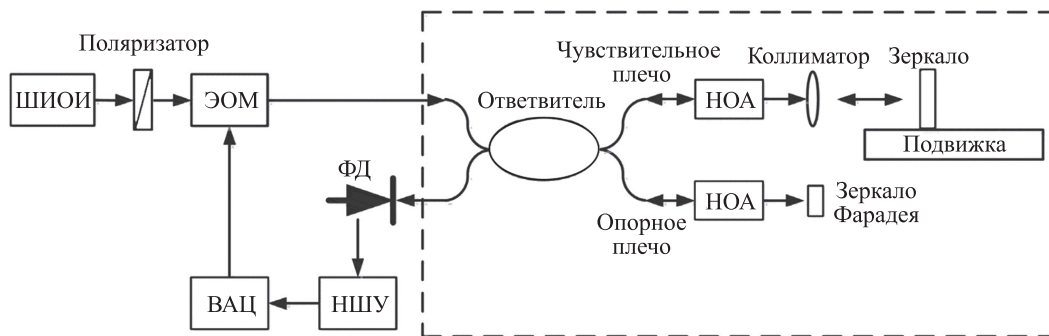 Поляризатор
ШИОИ
ЭОМ
Ответвитель
Чувствительное
плечо
НОА
Коллиматор
Зеркало
Подвижка
ФД
Опорное
плечо
НОА
Зеркало
Фарадея
ВАЦ
НШУ